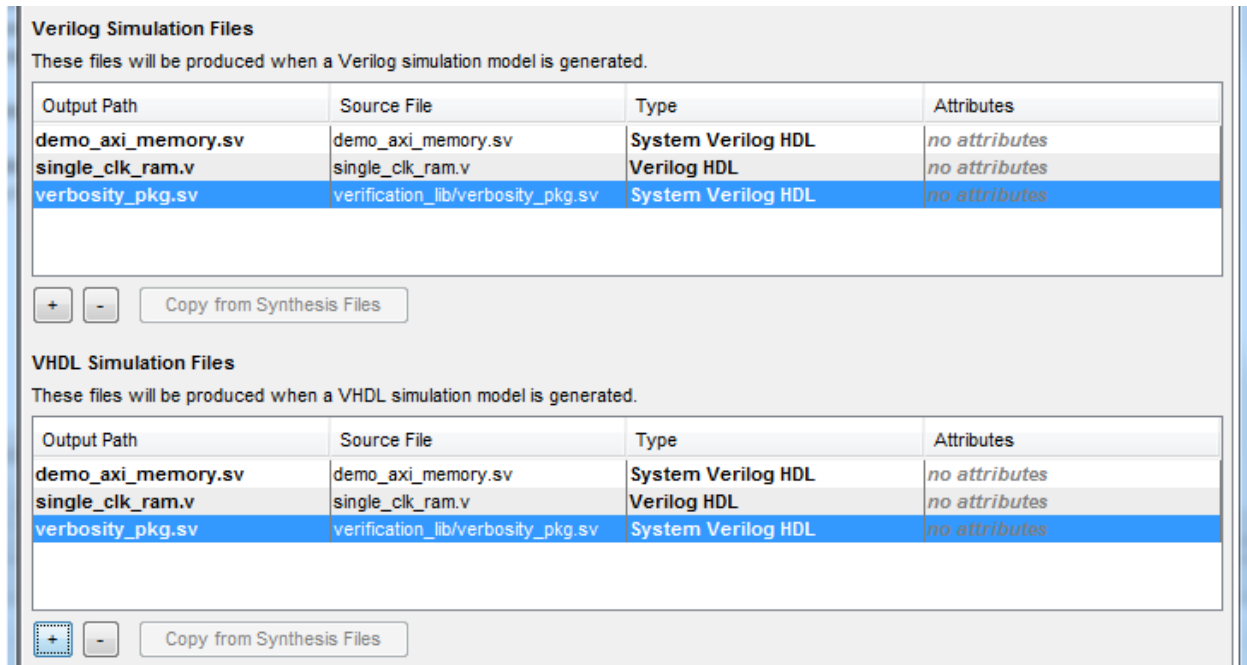 Verilog Simulation Files
These files will be produced when a Verilog simulation model is generated.
Output Path Source File Type Attributes
demo_axi_memory.sv demo_axi_memory.sv System Verilog HDL no attributes
single_clk_ram.v single_clk_ram.v Verilog HDL no attributes
verbosity_pkg.sv verification_lib/verbosity_pkg.sv System Verilog HDL no attributes
+ - Copy from Synthesis Files
VHDL Simulation Files
These files will be produced when a VHDL simulation model is generated.
Output Path Source File Type Attributes
demo_axi_memory.sv demo_axi_memory.sv System Verilog HDL no attributes
single_clk_ram.v single_clk_ram.v Verilog HDL no attributes
verbosity_pkg.sv verification_lib/verbosity_pkg.sv System Verilog HDL no attributes
+ - Copy from Synthesis Files